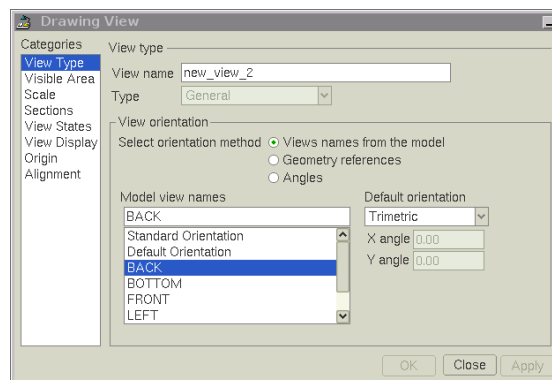 Drawing View
Categories
View Type
Visible Area
Scale
Sections
View States
View Display
Origin
Alignment
View type
View name new_view_2
Type General
View orientation
Select orientation method Views names from the model
Geometry references
Angles
Model view names
BACK
Standard Orientation
Default Orientation
BACK
BOTTOM
FRONT
LEFT
Default orientation
Trimetric
X angle 0.00
Y angle 0.00
OK Close Apply